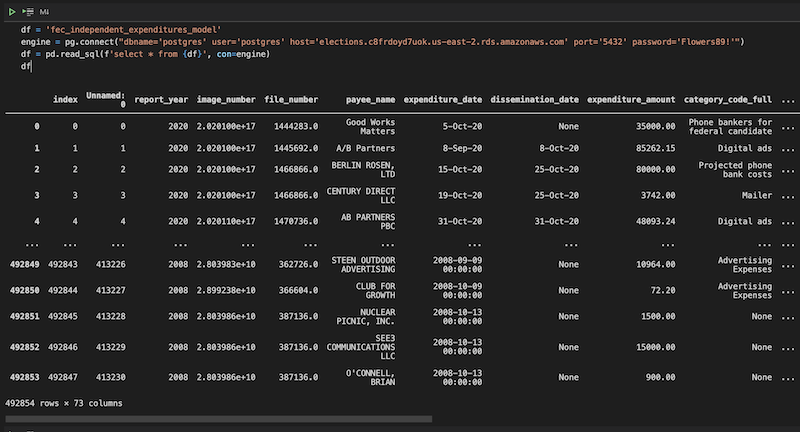 M↓
df = 'fec_independent_expenditures_model'
engine = pg.connect("dbname='postgres' user='postgres' host='elections.c8frdoyd7uok.us-east-2.rds.amazonaws.com' port='5432' password='Flowers89!'")
df = pd.read_sql(f'select * from {df}', con=engine)
df
index Unnamed: 0 report_year image_number file_number payee_name expenditure_date dissemination_date expenditure_amount category_code_full ...
0 0 0 2020 2.020100e+17 1444283.0 Good Works Matters 5-Oct-20 None 35000.00 Phone bankers for federal candidate ...
1 1 1 2020 2.020100e+17 1445692.0 A/B Partners 8-Sep-20 8-Oct-20 85262.15 Digital ads ...
2 2 2 2020 2.020100e+17 1466866.0 BERLIN ROSEN, LTD 15-Oct-20 25-Oct-20 80000.00 Projected phone bank costs ...
3 3 3 2020 2.020100e+17 1466866.0 CENTURY DIRECT LLC 19-Oct-20 25-Oct-20 3742.00 Mailer ...
4 4 4 2020 2.020110e+17 1470736.0 AB PARTNERS PBC 31-Oct-20 31-Oct-20 48093.24 Digital ads ...
... ... ... ... ... ... ... ... ... ... ... ...
492849 492843 413226 2008 2.803983e+10 362726.0 STEEN OUTDOOR ADVERTISING 2008-09-09 00:00:00 None 10964.00 Advertising Expenses ...
492850 492844 413227 2008 2.899238e+10 366604.0 CLUB FOR GROWTH 2008-10-09 00:00:00 None 72.20 Advertising Expenses ...
492851 492845 413228 2008 2.803986e+10 387136.0 NUCLEAR PICNIC, INC. 2008-10-13 00:00:00 None 1500.00 None ...
492852 492846 413229 2008 2.803986e+10 387136.0 SEE3 COMMUNICATIONS LLC 2008-10-13 00:00:00 None 15000.00 None ...
492853 492847 413230 2008 2.803986e+10 387136.0 O'CONNELL, BRIAN 2008-10-13 00:00:00 None 900.00 None ...
492854 rows × 73 columns